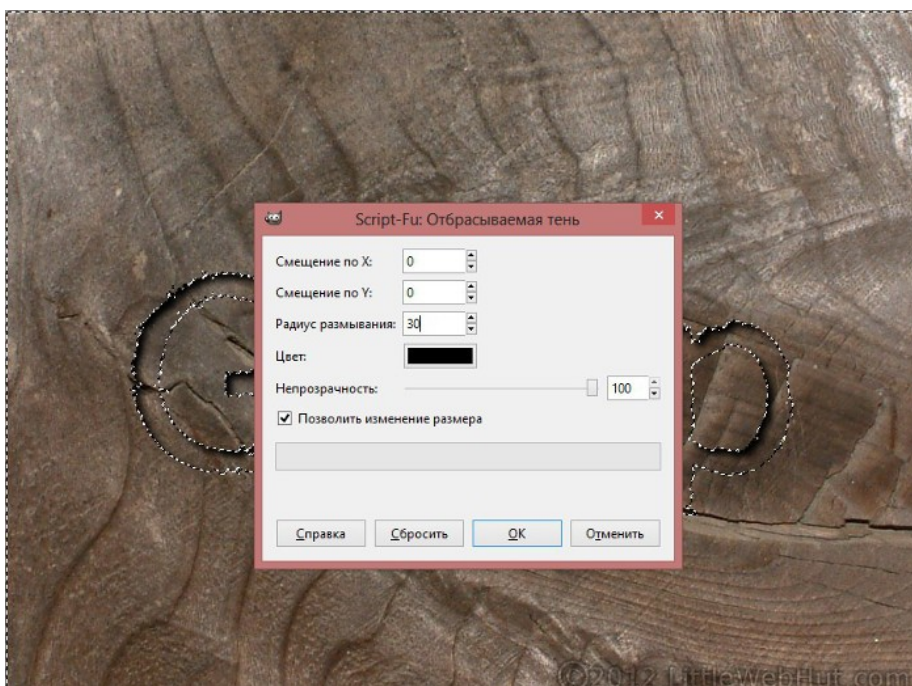 Script-Fu: Отбрасываемая тень
Смещение по X: 0
Смещение по Y: 0
Радиус размывания: 30
Цвет:
Непрозрачность: 100
Позволить изменение размера
Справка Сбросить OK Отменить
©2012 LittleWebHut.com